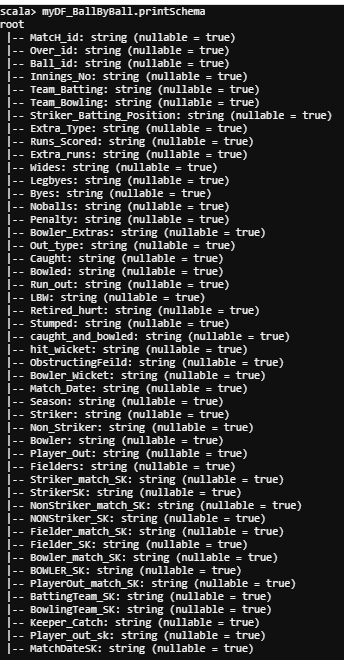 scala> myDF_BallByBall.printSchema
root
 |-- MatcH_id: string (nullable = true)
 |-- Over_id: string (nullable = true)
 |-- Ball_id: string (nullable = true)
 |-- Innings_No: string (nullable = true)
 |-- Team_Batting: string (nullable = true)
 |-- Team_Bowling: string (nullable = true)
 |-- Striker_Batting_Position: string (nullable = true)
 |-- Extra_Type: string (nullable = true)
 |-- Runs_Scored: string (nullable = true)
 |-- Extra_runs: string (nullable = true)
 |-- Wides: string (nullable = true)
 |-- Legbyes: string (nullable = true)
 |-- Byes: string (nullable = true)
 |-- Noballs: string (nullable = true)
 |-- Penalty: string (nullable = true)
 |-- Bowler_Extras: string (nullable = true)
 |-- Out_type: string (nullable = true)
 |-- Caught: string (nullable = true)
 |-- Bowled: string (nullable = true)
 |-- Run_out: string (nullable = true)
 |-- LBW: string (nullable = true)
 |-- Retired_hurt: string (nullable = true)
 |-- Stumped: string (nullable = true)
 |-- caught_and_bowled: string (nullable = true)
 |-- hit_wicket: string (nullable = true)
 |-- ObstructingFeild: string (nullable = true)
 |-- Bowler_Wicket: string (nullable = true)
 |-- Match_Date: string (nullable = true)
 |-- Season: string (nullable = true)
 |-- Striker: string (nullable = true)
 |-- Non_Striker: string (nullable = true)
 |-- Bowler: string (nullable = true)
 |-- Player_Out: string (nullable = true)
 |-- Fielders: string (nullable = true)
 |-- Striker_match_SK: string (nullable = true)
 |-- StrikerSK: string (nullable = true)
 |-- NonStriker_match_SK: string (nullable = true)
 |-- NONStriker_SK: string (nullable = true)
 |-- Fielder_match_SK: string (nullable = true)
 |-- Fielder_SK: string (nullable = true)
 |-- Bowler_match_SK: string (nullable = true)
 |-- BOWLER_SK: string (nullable = true)
 |-- PlayerOut_match_SK: string (nullable = true)
 |-- BattingTeam_SK: string (nullable = true)
 |-- BowlingTeam_SK: string (nullable = true)
 |-- Keeper_Catch: string (nullable = true)
 |-- Player_out_sk: string (nullable = true)
 |-- MatchDateSK: string (nullable = true)